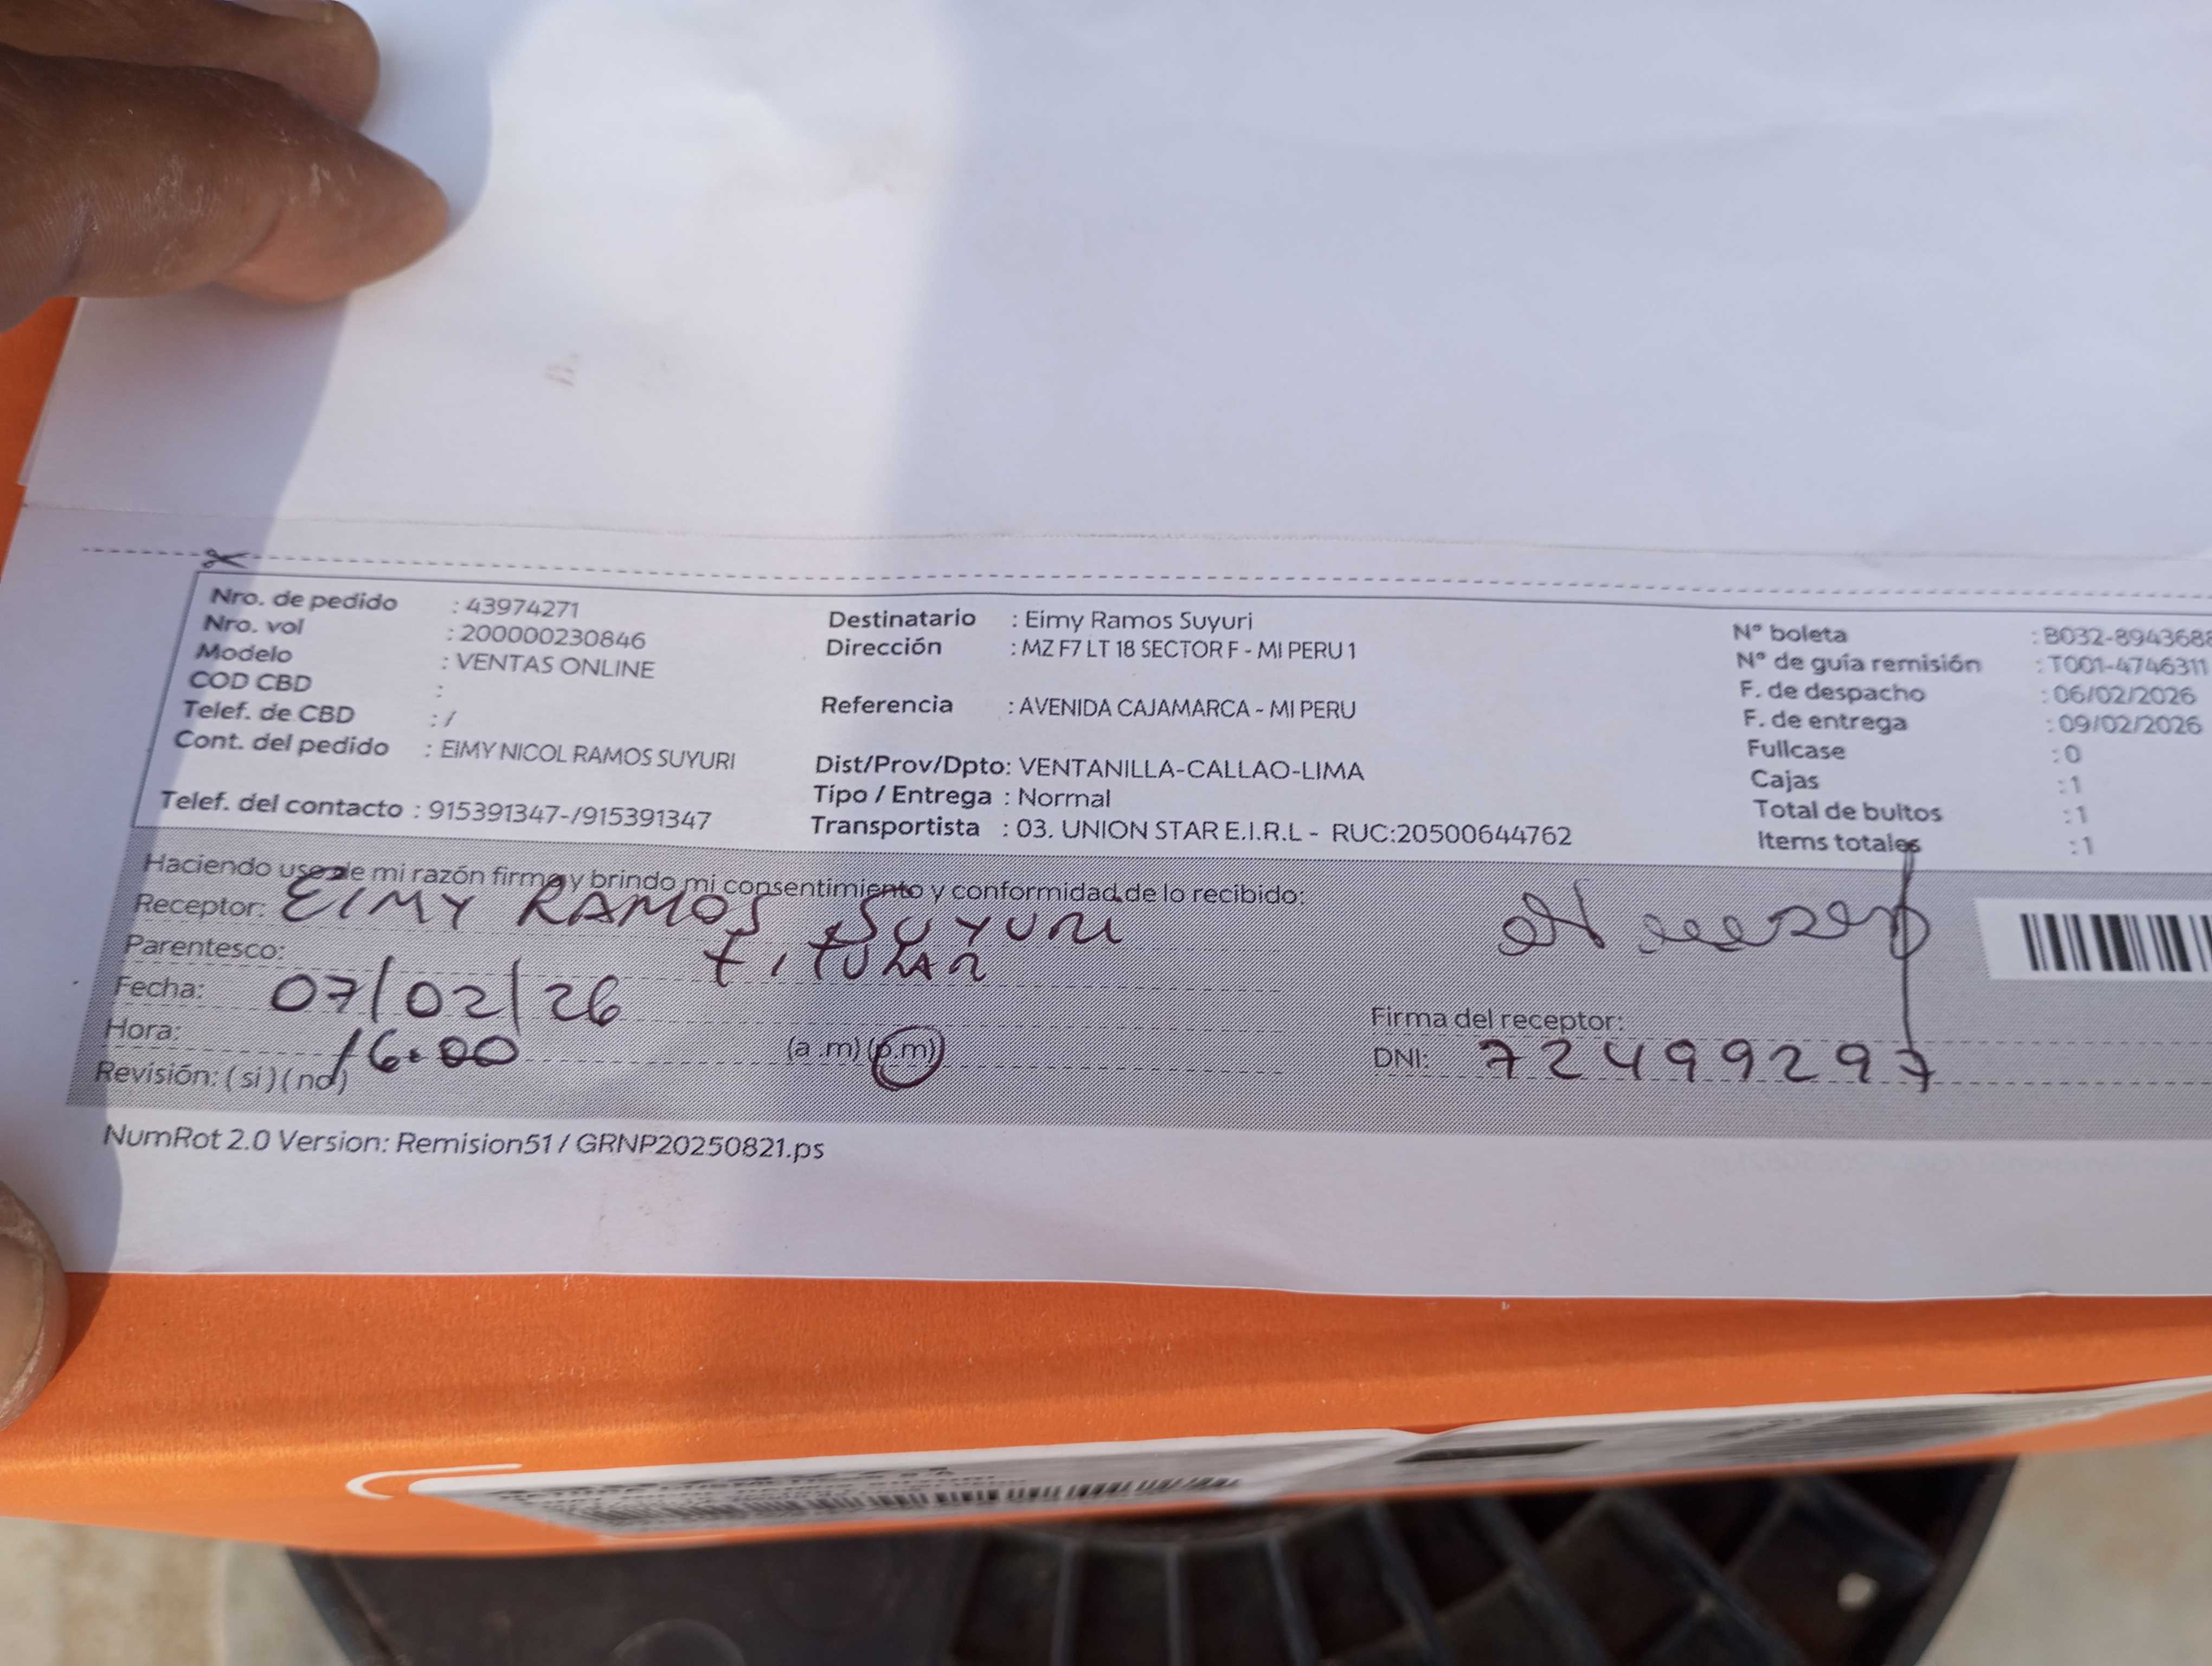 Nro. de pedido : 43974271
Nro. vol : 200000230846
Modelo : VENTAS ONLINE
COD CBD :
Telef. de CBD : /
Cont. del pedido : EIMY NICOL RAMOS SUYURI
Telef. del contacto : 915391347-/915391347
Destinatario : Eimy Ramos Suyuri
Dirección : MZ F7 LT 18 SECTOR F - MI PERU 1
Referencia : AVENIDA CAJAMARCA - MI PERU
Dist/Prov/Dpto: VENTANILLA-CALLAO-LIMA
Tipo / Entrega : Normal
Transportista : 03. UNION STAR E.I.R.L - RUC:20500644762
N° boleta : B032-8943688
N° de guía remisión : T001-4746311
F. de despacho : 06/02/2026
F. de entrega : 09/02/2026
Fullcase : 0
Cajas : 1
Total de bultos : 1
Items totales : 1
Haciendo uso de mi razón firmo y brindo mi consentimiento y conformidad de lo recibido:
Receptor: EIMY RAMOS SUYURI
Parentesco: TITULAR
Fecha: 07/02/26
Hora: 16:00 (a .m) (p.m)
Revisión: ( si ) ( no )
Firma del receptor:
DNI: 72499297
NumRot 2.0 Version: Remision51 / GRNP20250821.ps